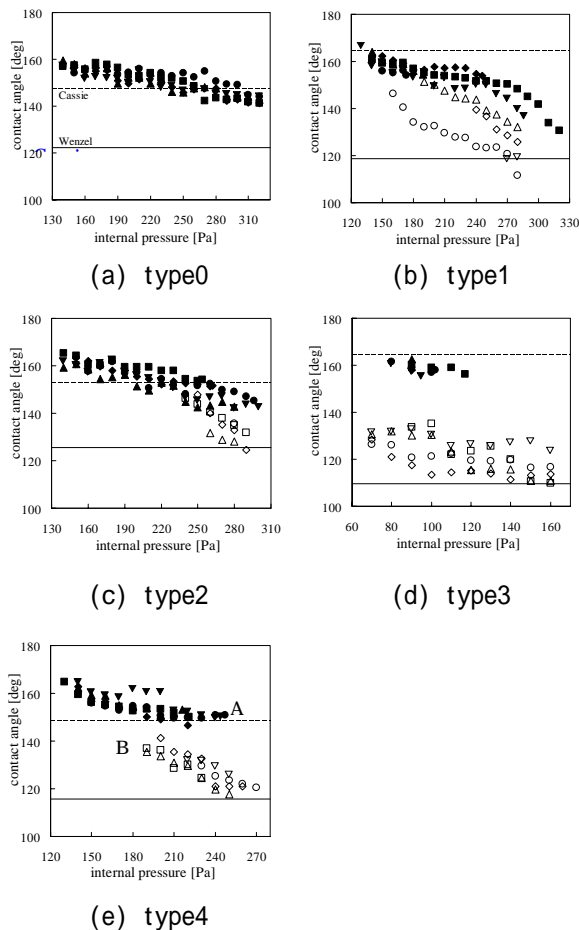 180
160
140
120
100
contact angle [deg]
Cassie
Wenzel
130 160 190 220 250 280 310
internal pressure [Pa]
(a) type0
180
160
140
120
100
contact angle [deg]
120 150 180 210 240 270 300 330
internal pressure [Pa]
(b) type1
180
160
140
120
100
contact angle [deg]
130 160 190 220 250 280 310
internal pressure [Pa]
(c) type2
180
160
140
120
100
contact angle [deg]
60 80 100 120 140 160
internal pressure [Pa]
(d) type3
180
160
140
120
100
contact angle [deg]
A
B
120 150 180 210 240 270
internal pressure [Pa]
(e) type4